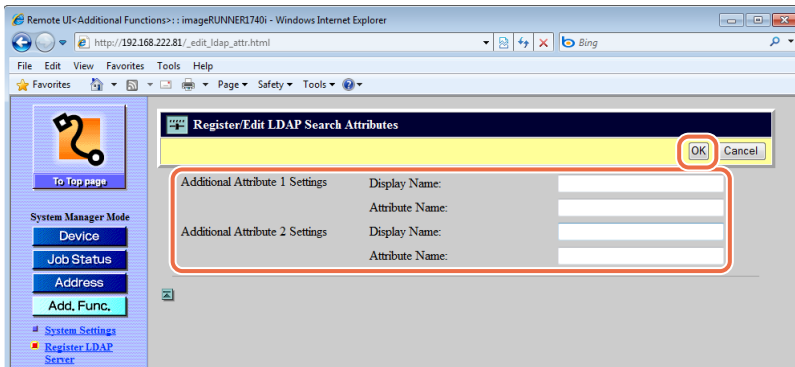 Remote UI<Additional Functions>: : imageRUNNER1740i - Windows Internet Explorer
http://192.168.222.81/_edit_ldap_attr.html
Bing
File Edit View Favorites Tools Help
Favorites Page Safety Tools
Register/Edit LDAP Search Attributes
OK Cancel
To Top page
Additional Attribute 1 Settings Display Name:
Attribute Name:
Additional Attribute 2 Settings Display Name:
Attribute Name:
System Manager Mode
Device
Job Status
Address
Add. Func.
System Settings
Register LDAP
Server